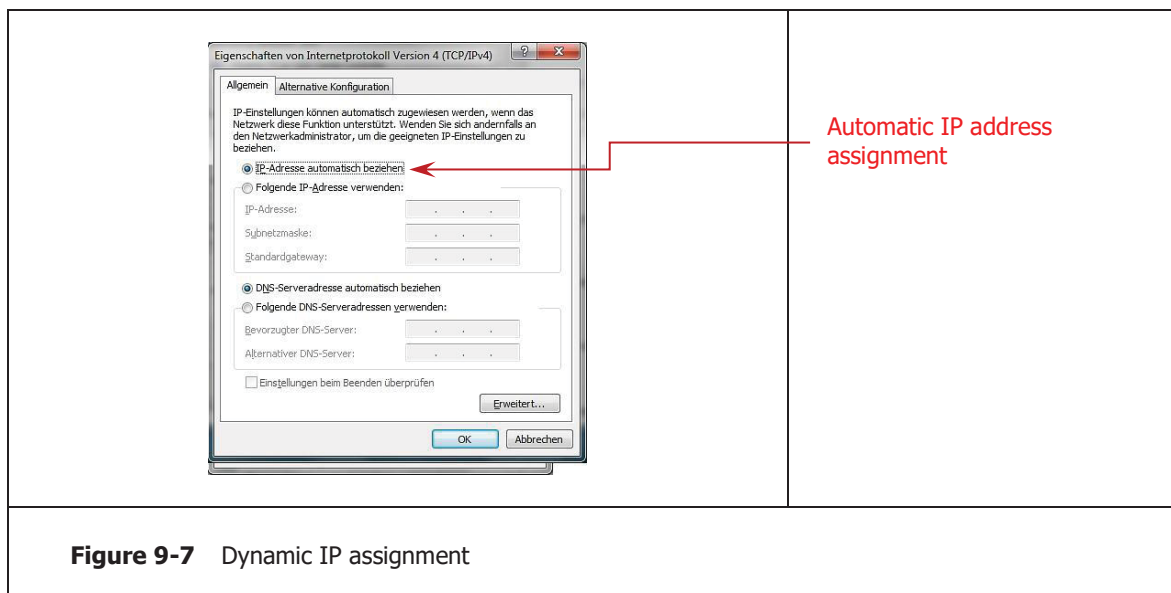 Eigenschaften von Internetprotokoll Version 4 (TCP/IPv4)
Allgemein
Alternative Konfiguration
IP-Einstellungen können automatisch zugewiesen werden, wenn das
Netzwerk diese Funktion unterstützt. Wenden Sie sich andernfalls an
den Netzwerkadministrator, um die geeigneten IP-Einstellungen zu
beziehen.
IP-Adresse automatisch beziehen
Folgende IP-Adresse verwenden:
IP-Adresse:
Subnetzmaske:
Standardgateway:
DNS-Serveradresse automatisch beziehen
Folgende DNS-Serveradressen verwenden:
Bevorzugter DNS-Server:
Alternativer DNS-Server:
Einstellungen beim Beenden überprüfen
Erweitert...
OK
Abbrechen
Automatic IP address
assignment
Figure 9-7 Dynamic IP assignment